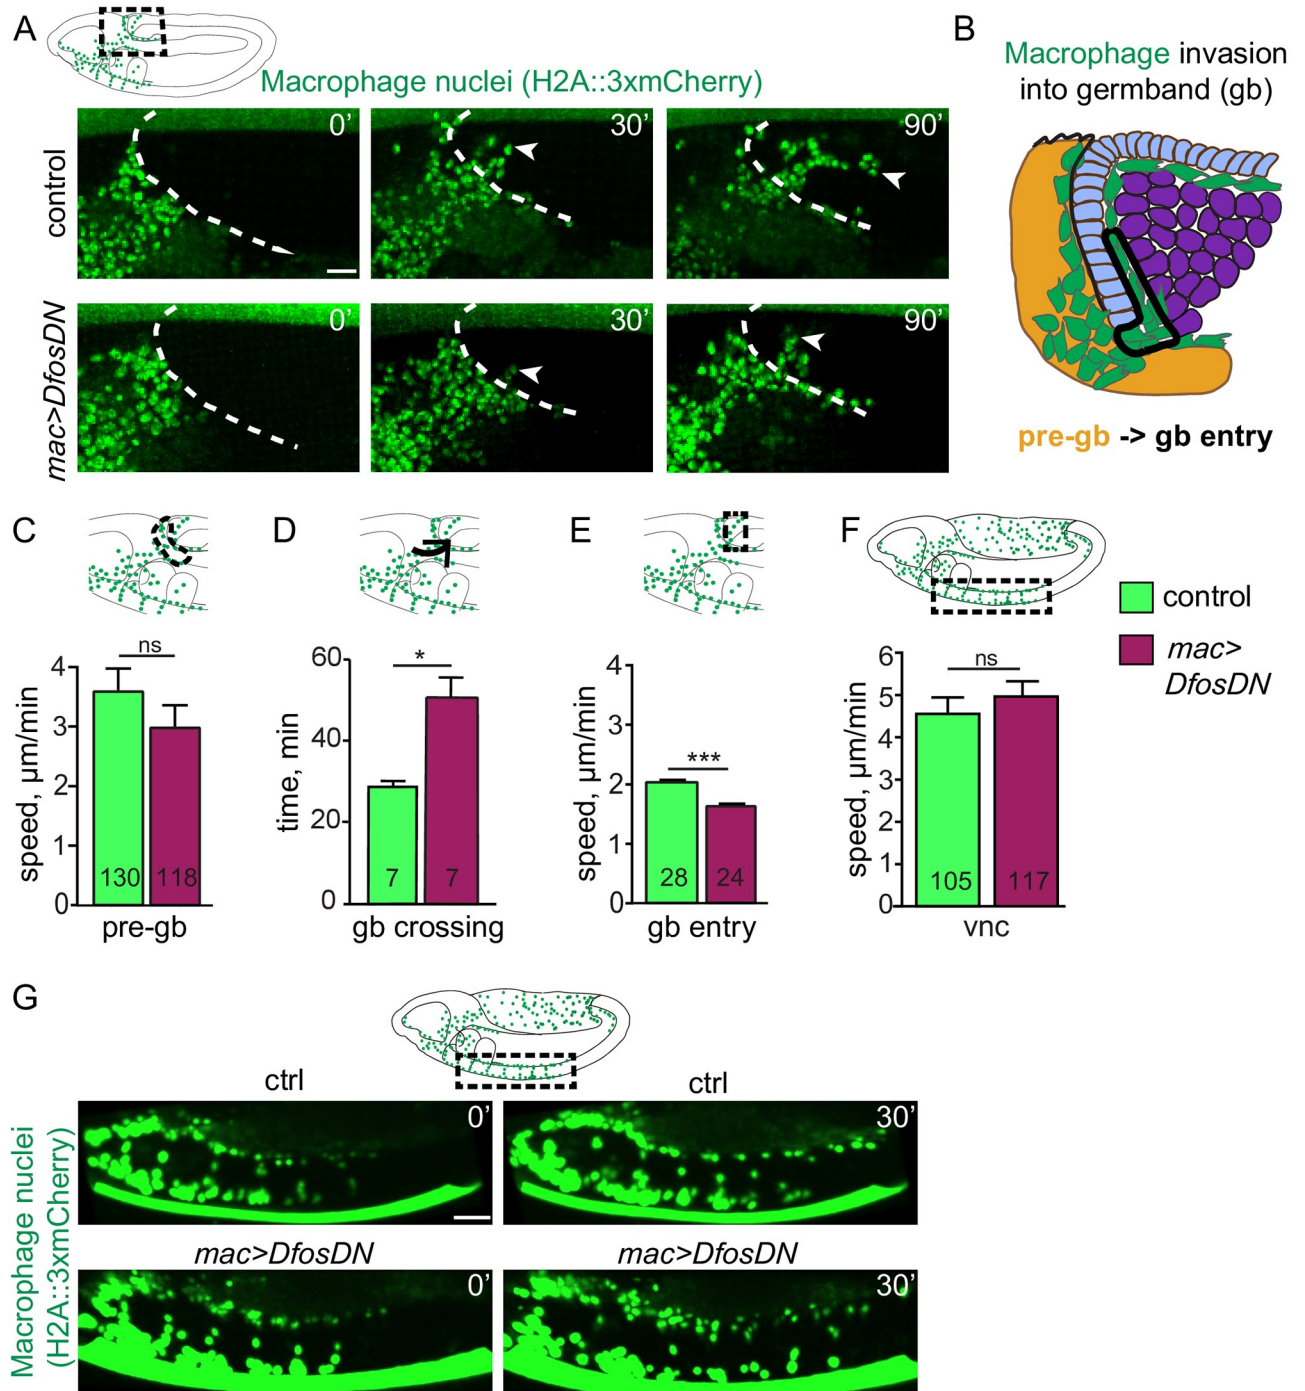 A
Macrophage nuclei (H2A::3xmCherry)
control
0’
30’
90’
mac>DfosDN
0’
30’
90’
B
Macrophage invasion
into germband (gb)
pre-gb -> gb entry
C
ns
4
3
2
1
0
speed, µm/min
130
118
pre-gb
D
*
60
40
20
0
time, min
7
7
gb crossing
E
***
4
3
2
1
0
speed, µm/min
28
24
gb entry
F
ns
6
5
4
3
2
1
0
speed, µm/min
105
117
vnc
control
mac>
DfosDN
G
Macrophage nuclei
(H2A::3xmCherry)
ctrl
ctrl
0’
30’
mac>DfosDN
mac>DfosDN
0’
30’